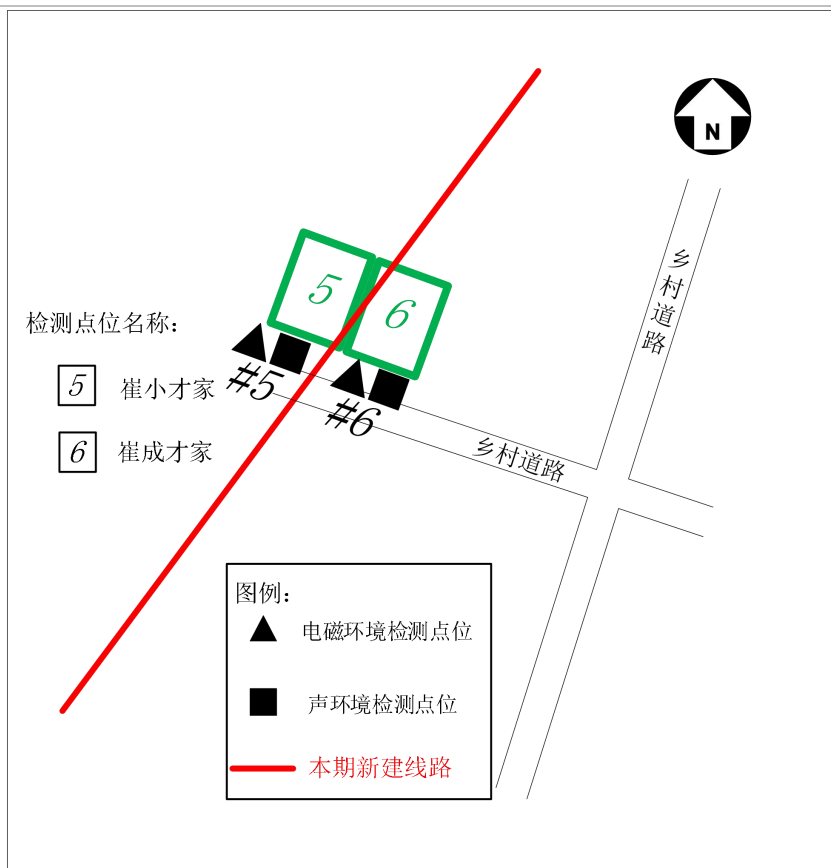 N
乡村道路
5
6
检测点位名称：
#5
5 崔小才家
#6
6 崔成才家
乡村道路
图例：
电磁环境检测点位
声环境检测点位
本期新建线路